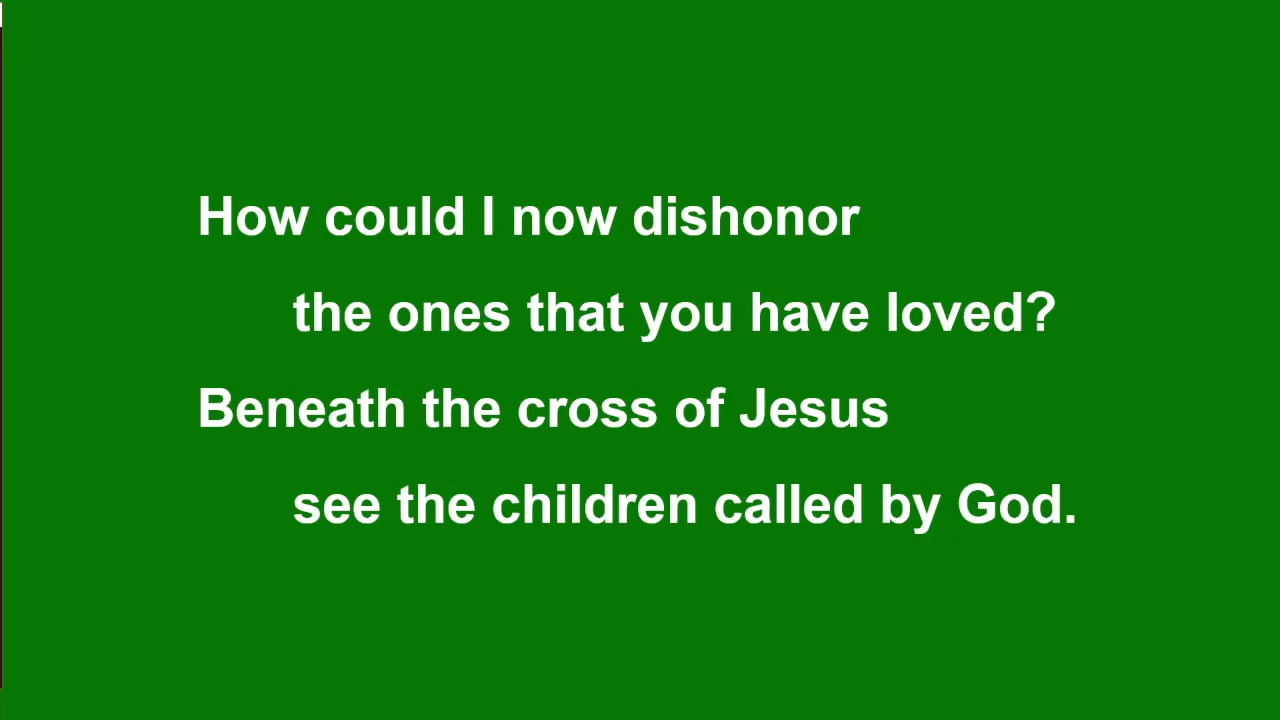 How could I now dishonor
the ones that you have loved?
Beneath the cross of Jesus
see the children called by God.